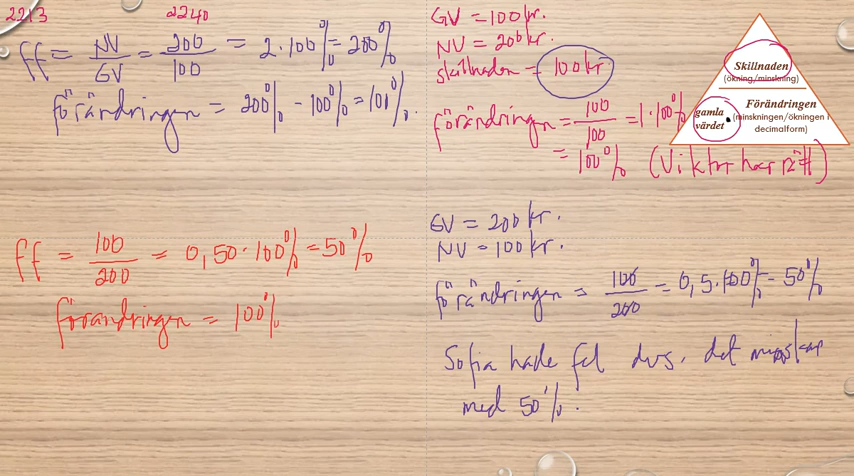 2213 2240
ff = NV/GV = 200/100 = 2·100% = 200%
förändringen = 200% - 100% = 100%.
GV = 100 kr.
NV = 200 kr.
skillnaden = 100 kr
förändringen = 100/100 = 1·100%
= 100% (Viktor har rätt)
Skillnaden
(ökning/minskning)
gamla värdet
Förändringen
(minskningen/ökningen i decimalform)
ff = 100/200 = 0,50·100% = 50%
förändringen = 100%
GV = 200 kr.
NV = 100 kr.
förändringen = 100/200 = 0,5·100% = 50%
Sofia hade fel dvs. det minskar
med 50%.